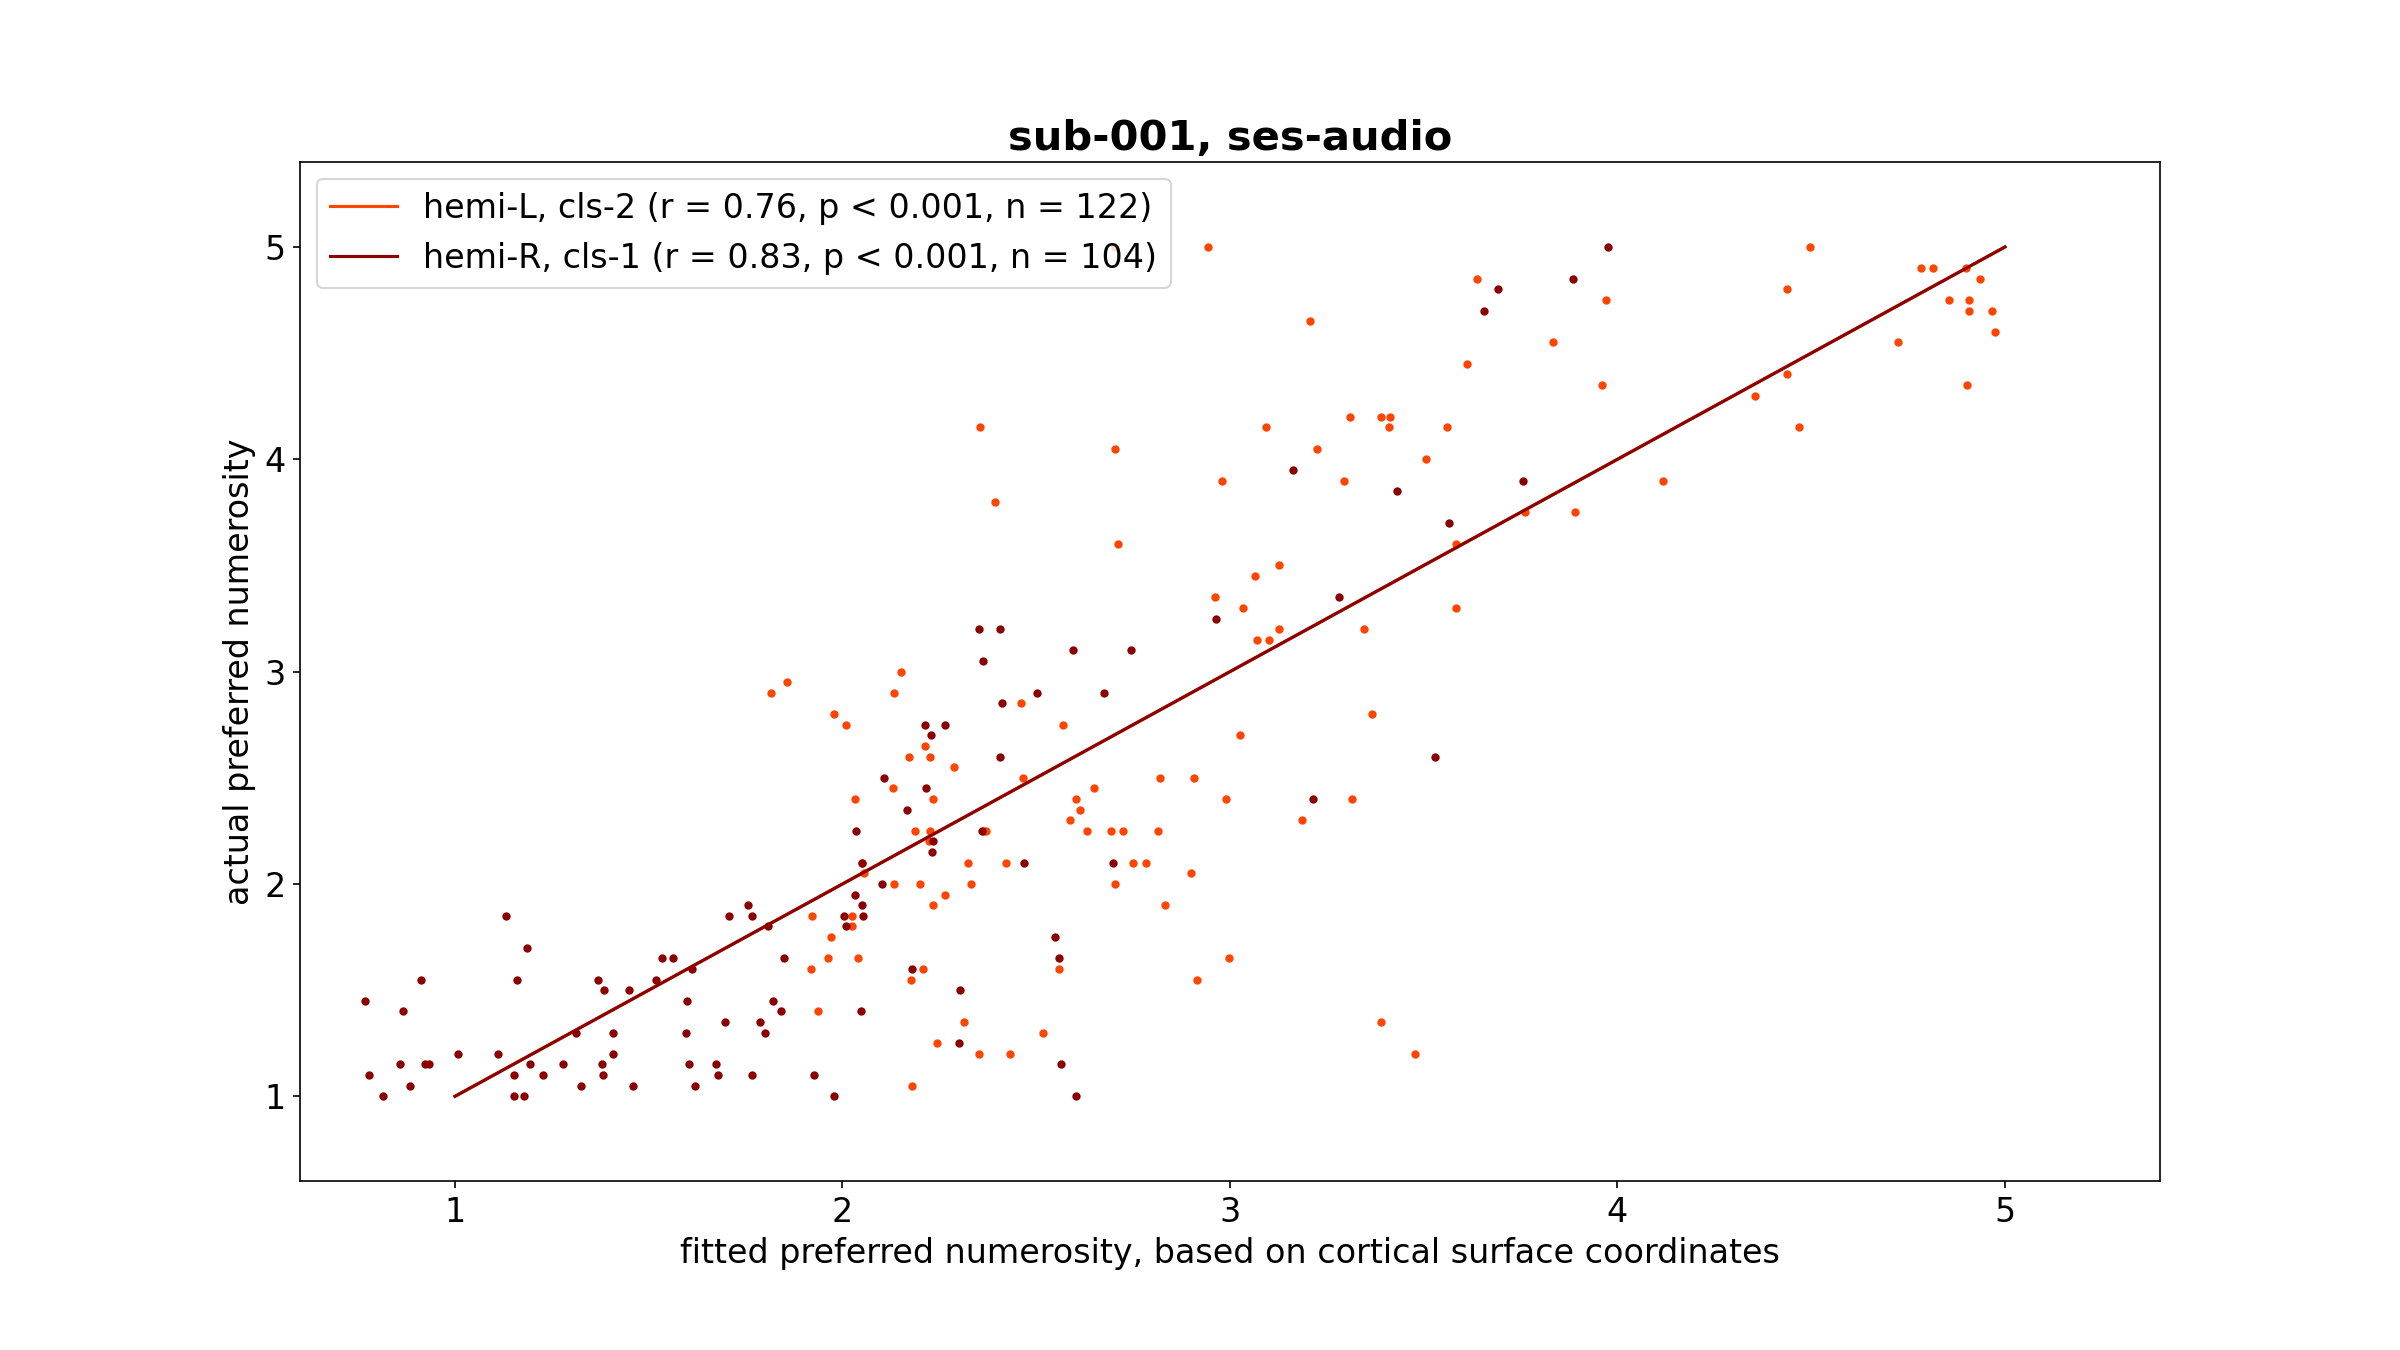 sub-001, ses-audio
hemi-L, cls-2 (r = 0.76, p < 0.001, n = 122)
hemi-R, cls-1 (r = 0.83, p < 0.001, n = 104)
5
4
3
2
1
actual preferred numerosity
1 2 3 4 5
fitted preferred numerosity, based on cortical surface coordinates